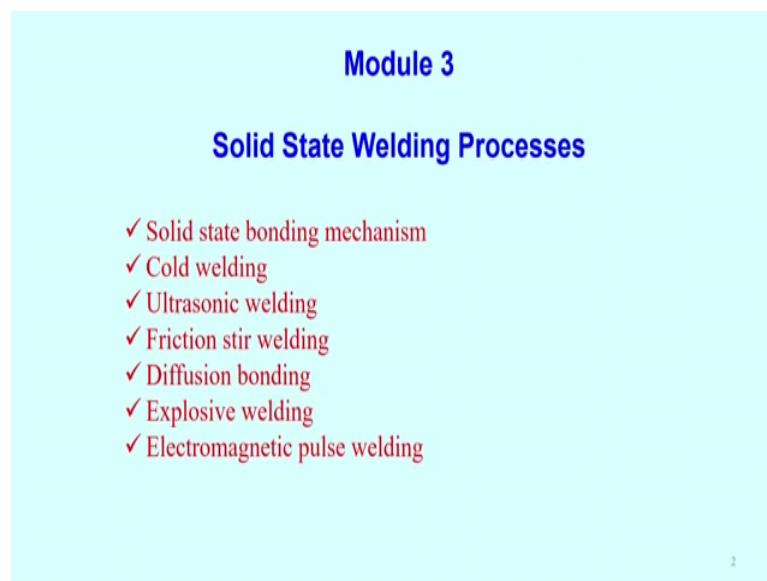 Module 3
Solid State Welding Processes
✓ Solid state bonding mechanism
✓ Cold welding
✓ Ultrasonic welding
✓ Friction stir welding
✓ Diffusion bonding
✓ Explosive welding
✓ Electromagnetic pulse welding
2